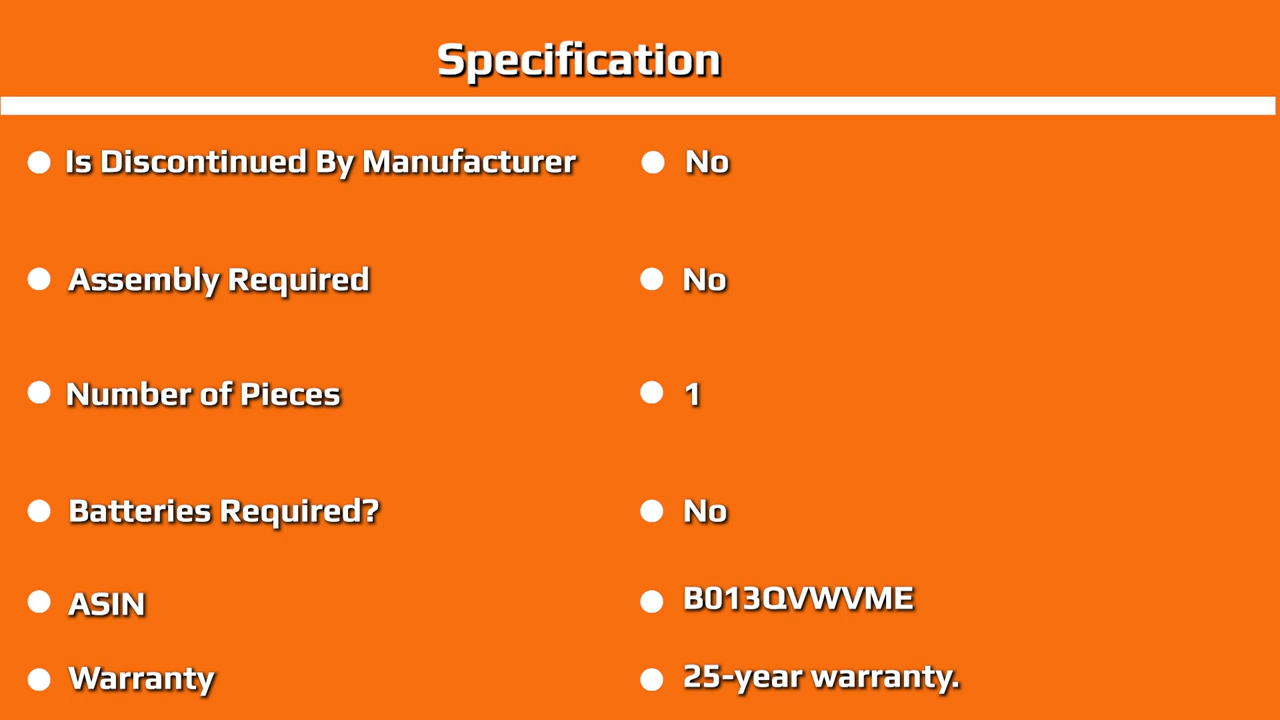 Specification
Is Discontinued By Manufacturer No
Assembly Required No
Number of Pieces 1
Batteries Required? No
ASIN B013QVWVME
Warranty 25-year warranty.